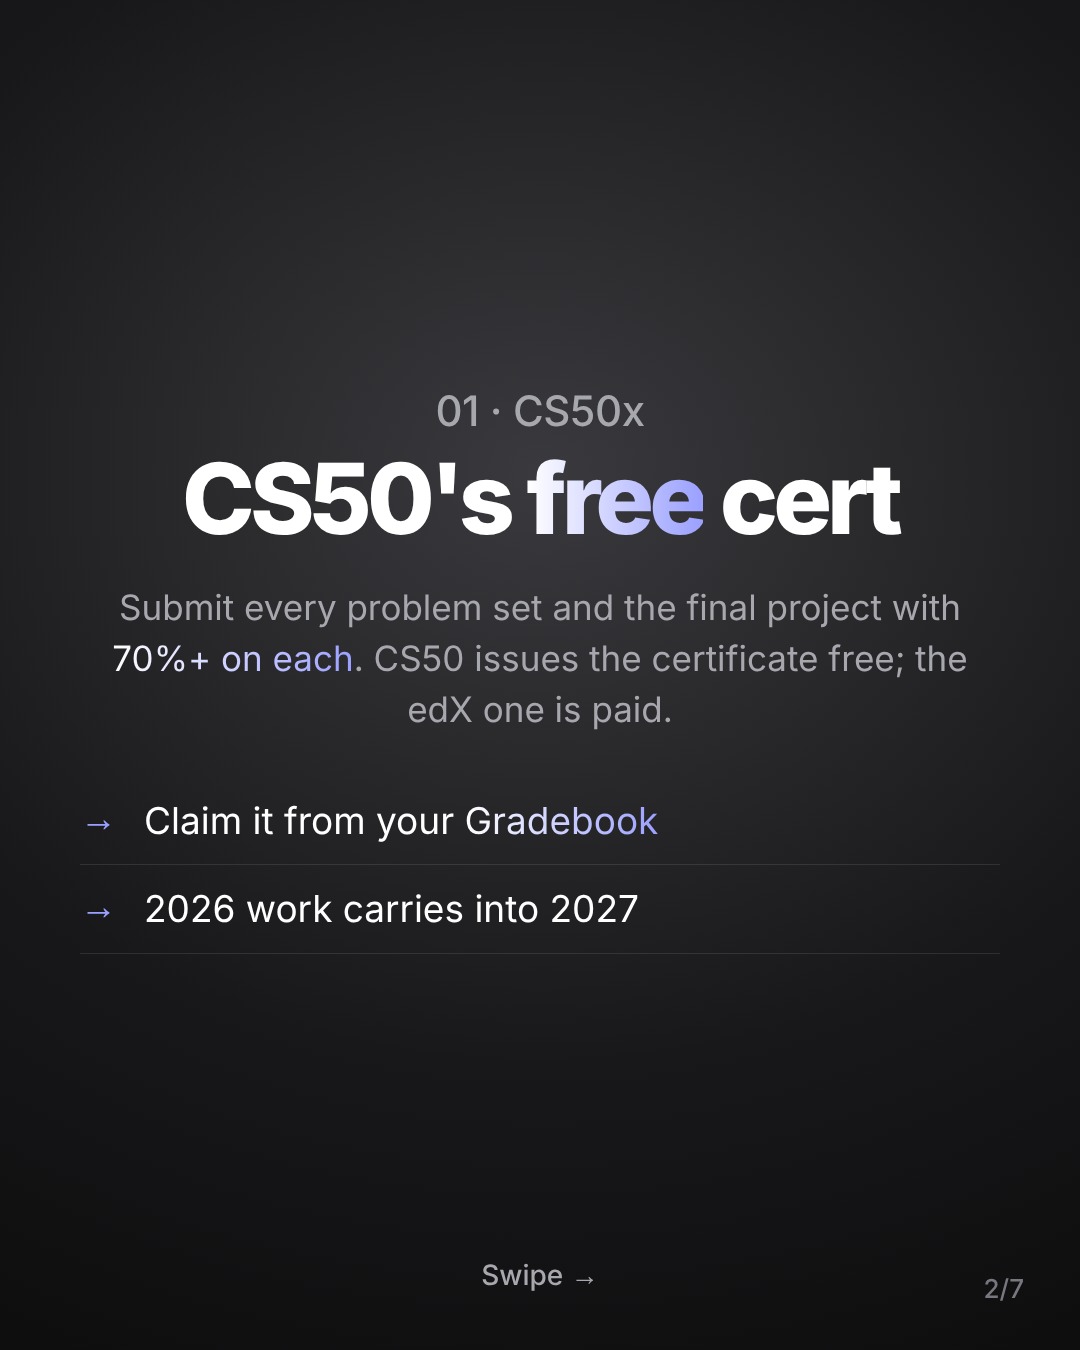 01 · CS50x
CS50's free cert
Submit every problem set and the final project with
70%+ on each. CS50 issues the certificate free; the
edX one is paid.
→ Claim it from your Gradebook
→ 2026 work carries into 2027
Swipe →
2/7